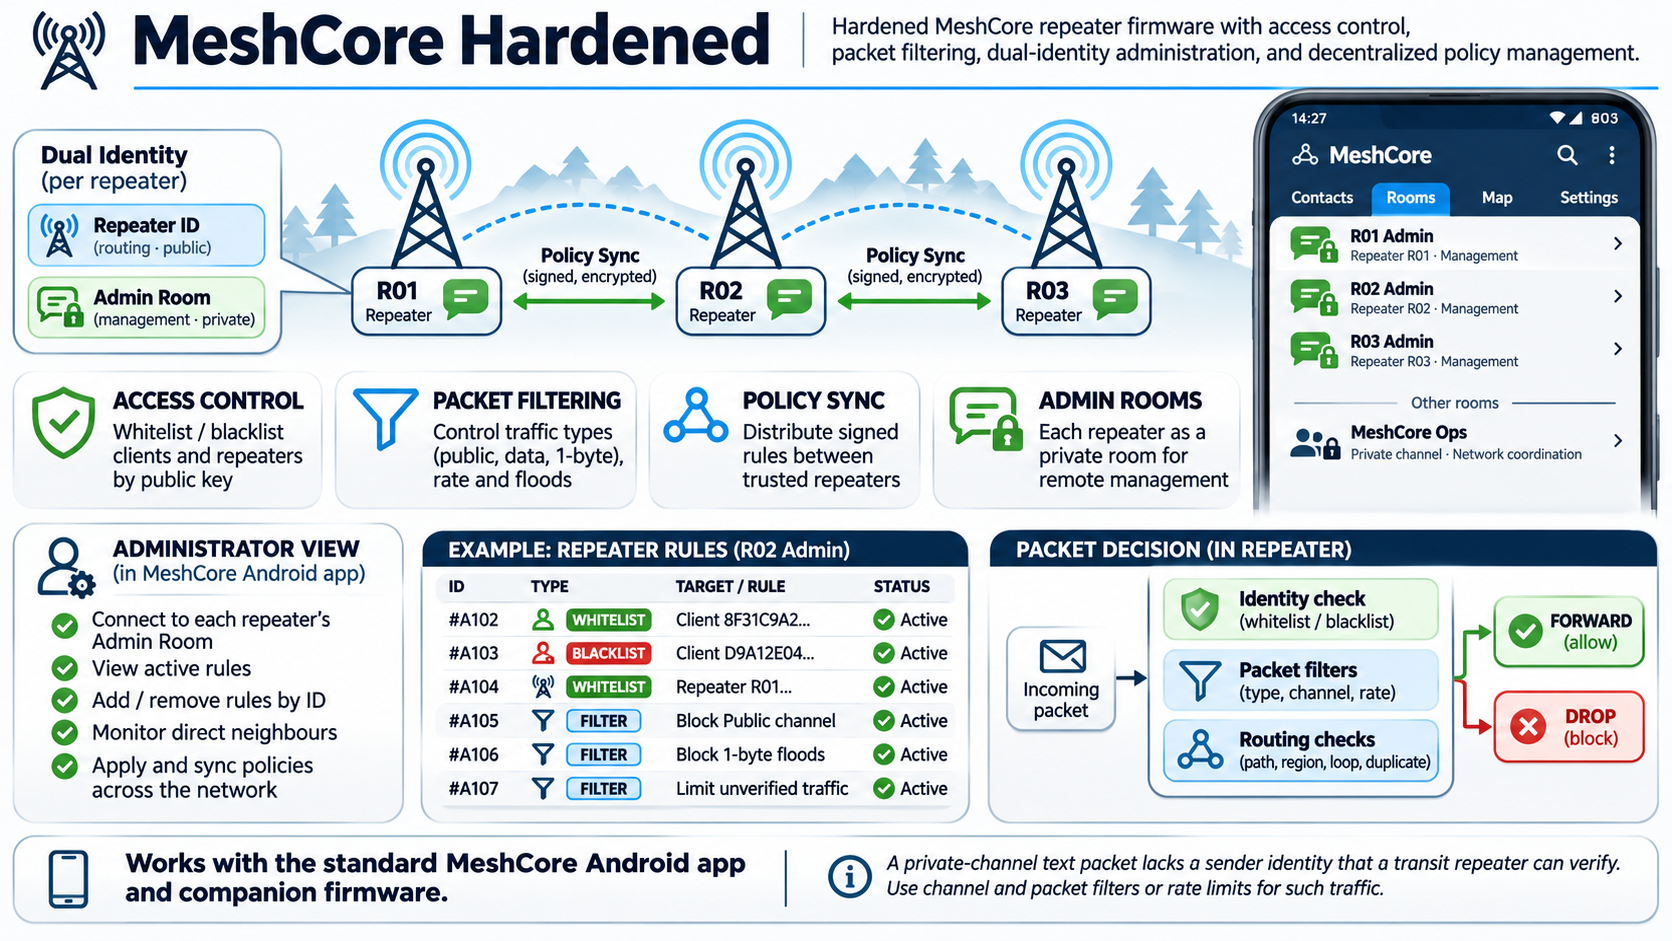 MeshCore Hardened
Hardened MeshCore repeater firmware with access control,
packet filtering, dual-identity administration, and decentralized policy management.
Dual Identity
(per repeater)
Repeater ID
(routing · public)
Admin Room
(management · private)
R01
Repeater
Policy Sync
(signed, encrypted)
R02
Repeater
Policy Sync
(signed, encrypted)
R03
Repeater
14:27
803
MeshCore
Contacts
Rooms
Map
Settings
R01 Admin
Repeater R01 · Management
R02 Admin
Repeater R02 · Management
R03 Admin
Repeater R03 · Management
Other rooms
MeshCore Ops
Private channel · Network coordination
ACCESS CONTROL
Whitelist / blacklist
clients and repeaters
by public key
PACKET FILTERING
Control traffic types
(public, data, 1-byte),
rate and floods
POLICY SYNC
Distribute signed
rules between
trusted repeaters
ADMIN ROOMS
Each repeater as a
private room for
remote management
ADMINISTRATOR VIEW
(in MeshCore Android app)
Connect to each repeater's
Admin Room
View active rules
Add / remove rules by ID
Monitor direct neighbours
Apply and sync policies
across the network
EXAMPLE: REPEATER RULES (R02 Admin)
ID TYPE TARGET / RULE STATUS
#A102 WHITELIST Client 8F31C9A2... Active
#A103 BLACKLIST Client D9A12E04... Active
#A104 WHITELIST Repeater R01... Active
#A105 FILTER Block Public channel Active
#A106 FILTER Block 1-byte floods Active
#A107 FILTER Limit unverified traffic Active
PACKET DECISION (IN REPEATER)
Incoming
packet
Identity check
(whitelist / blacklist)
Packet filters
(type, channel, rate)
Routing checks
(path, region, loop, duplicate)
FORWARD
(allow)
DROP
(block)
Works with the standard MeshCore Android app
and companion firmware.
A private-channel text packet lacks a sender identity that a transit repeater can verify.
Use channel and packet filters or rate limits for such traffic.